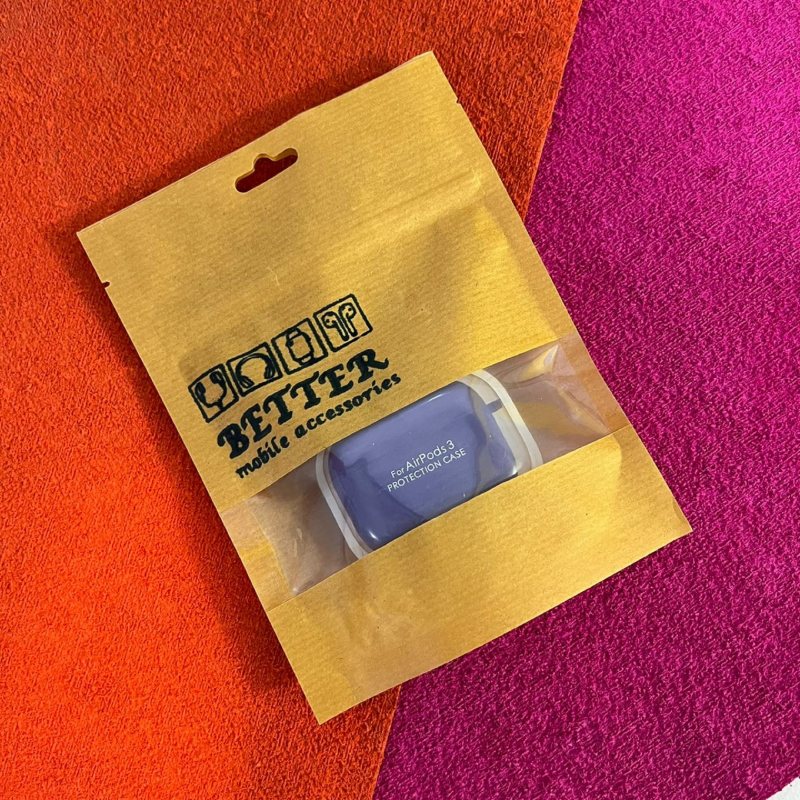 BETTER
mobile accessories
For AirPods 3
PROTECTION CASE